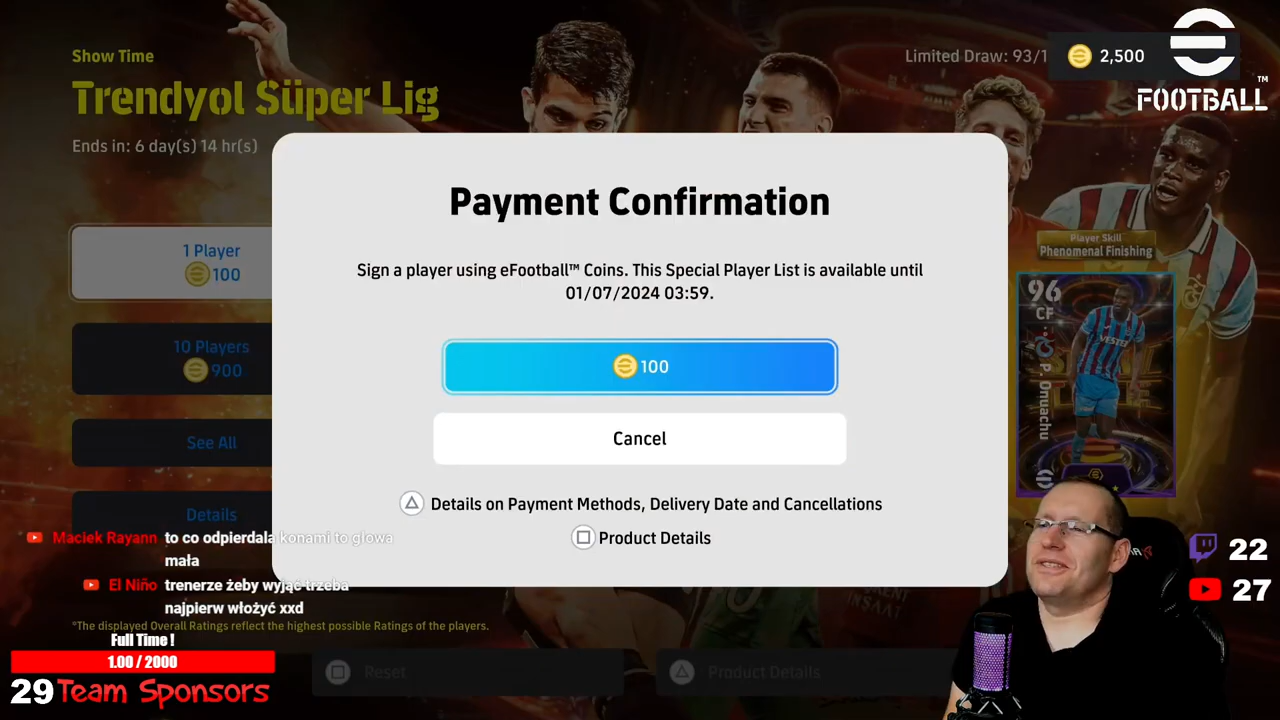 Show Time
Trendyol Süper Lig
Ends in: 6 day(s) 14 hr(s)
Limited Draw: 93/1
2,500
FOOTBALL™
Payment Confirmation
Sign a player using eFootball™ Coins. This Special Player List is available until
01/07/2024 03:59.
100
Cancel
Details on Payment Methods, Delivery Date and Cancellations
Product Details
1 Player
100
10 Players
900
See All
Details
Player Skill
Phenomenal Finishing
96
CF
P. Onuachu
VESTEL
Maciek Rayann to co odpierdala konami to glowa
mała
El Niño trenerze żeby wyjąc trzeba
najpierw włożyć xxd
*The displayed Overall Ratings reflect the highest possible Ratings of the players.
Full Time !
1.00 / 2000
29 Team Sponsors
Reset
Product Details
INSAAT
22
27